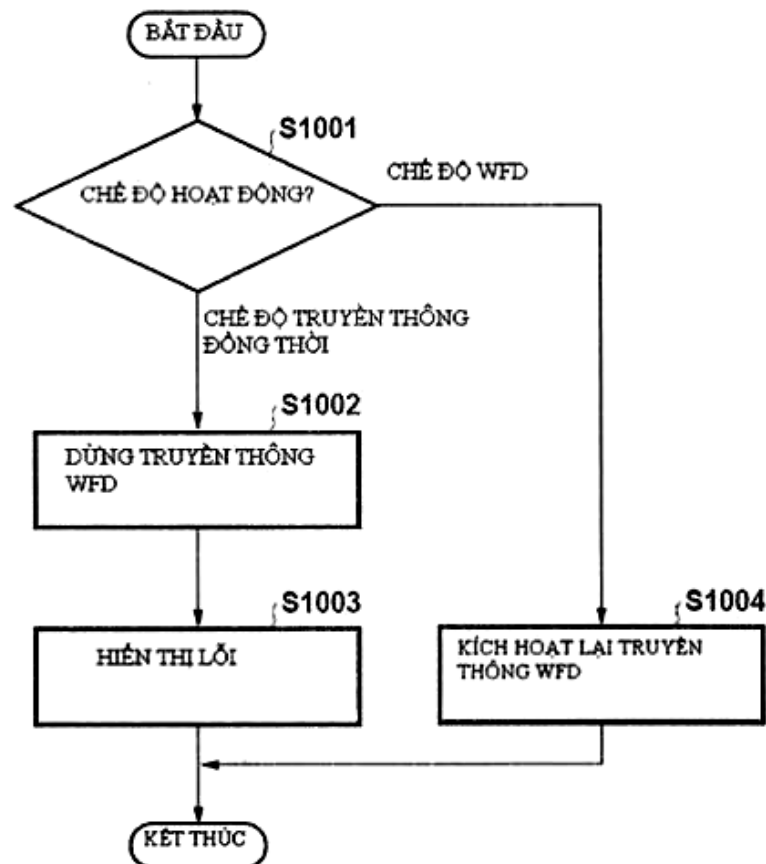 BẮT ĐẦU
S1001
CHẾ ĐỘ HOẠT ĐỘNG?
CHẾ ĐỘ WFD
CHẾ ĐỘ TRUYỀN THÔNG
ĐỒNG THỜI
S1002
DỪNG TRUYỀN THÔNG
WFD
S1003
HIỂN THỊ LỖI
S1004
KÍCH HOẠT LẠI TRUYỀN
THÔNG WFD
KẾT THÚC